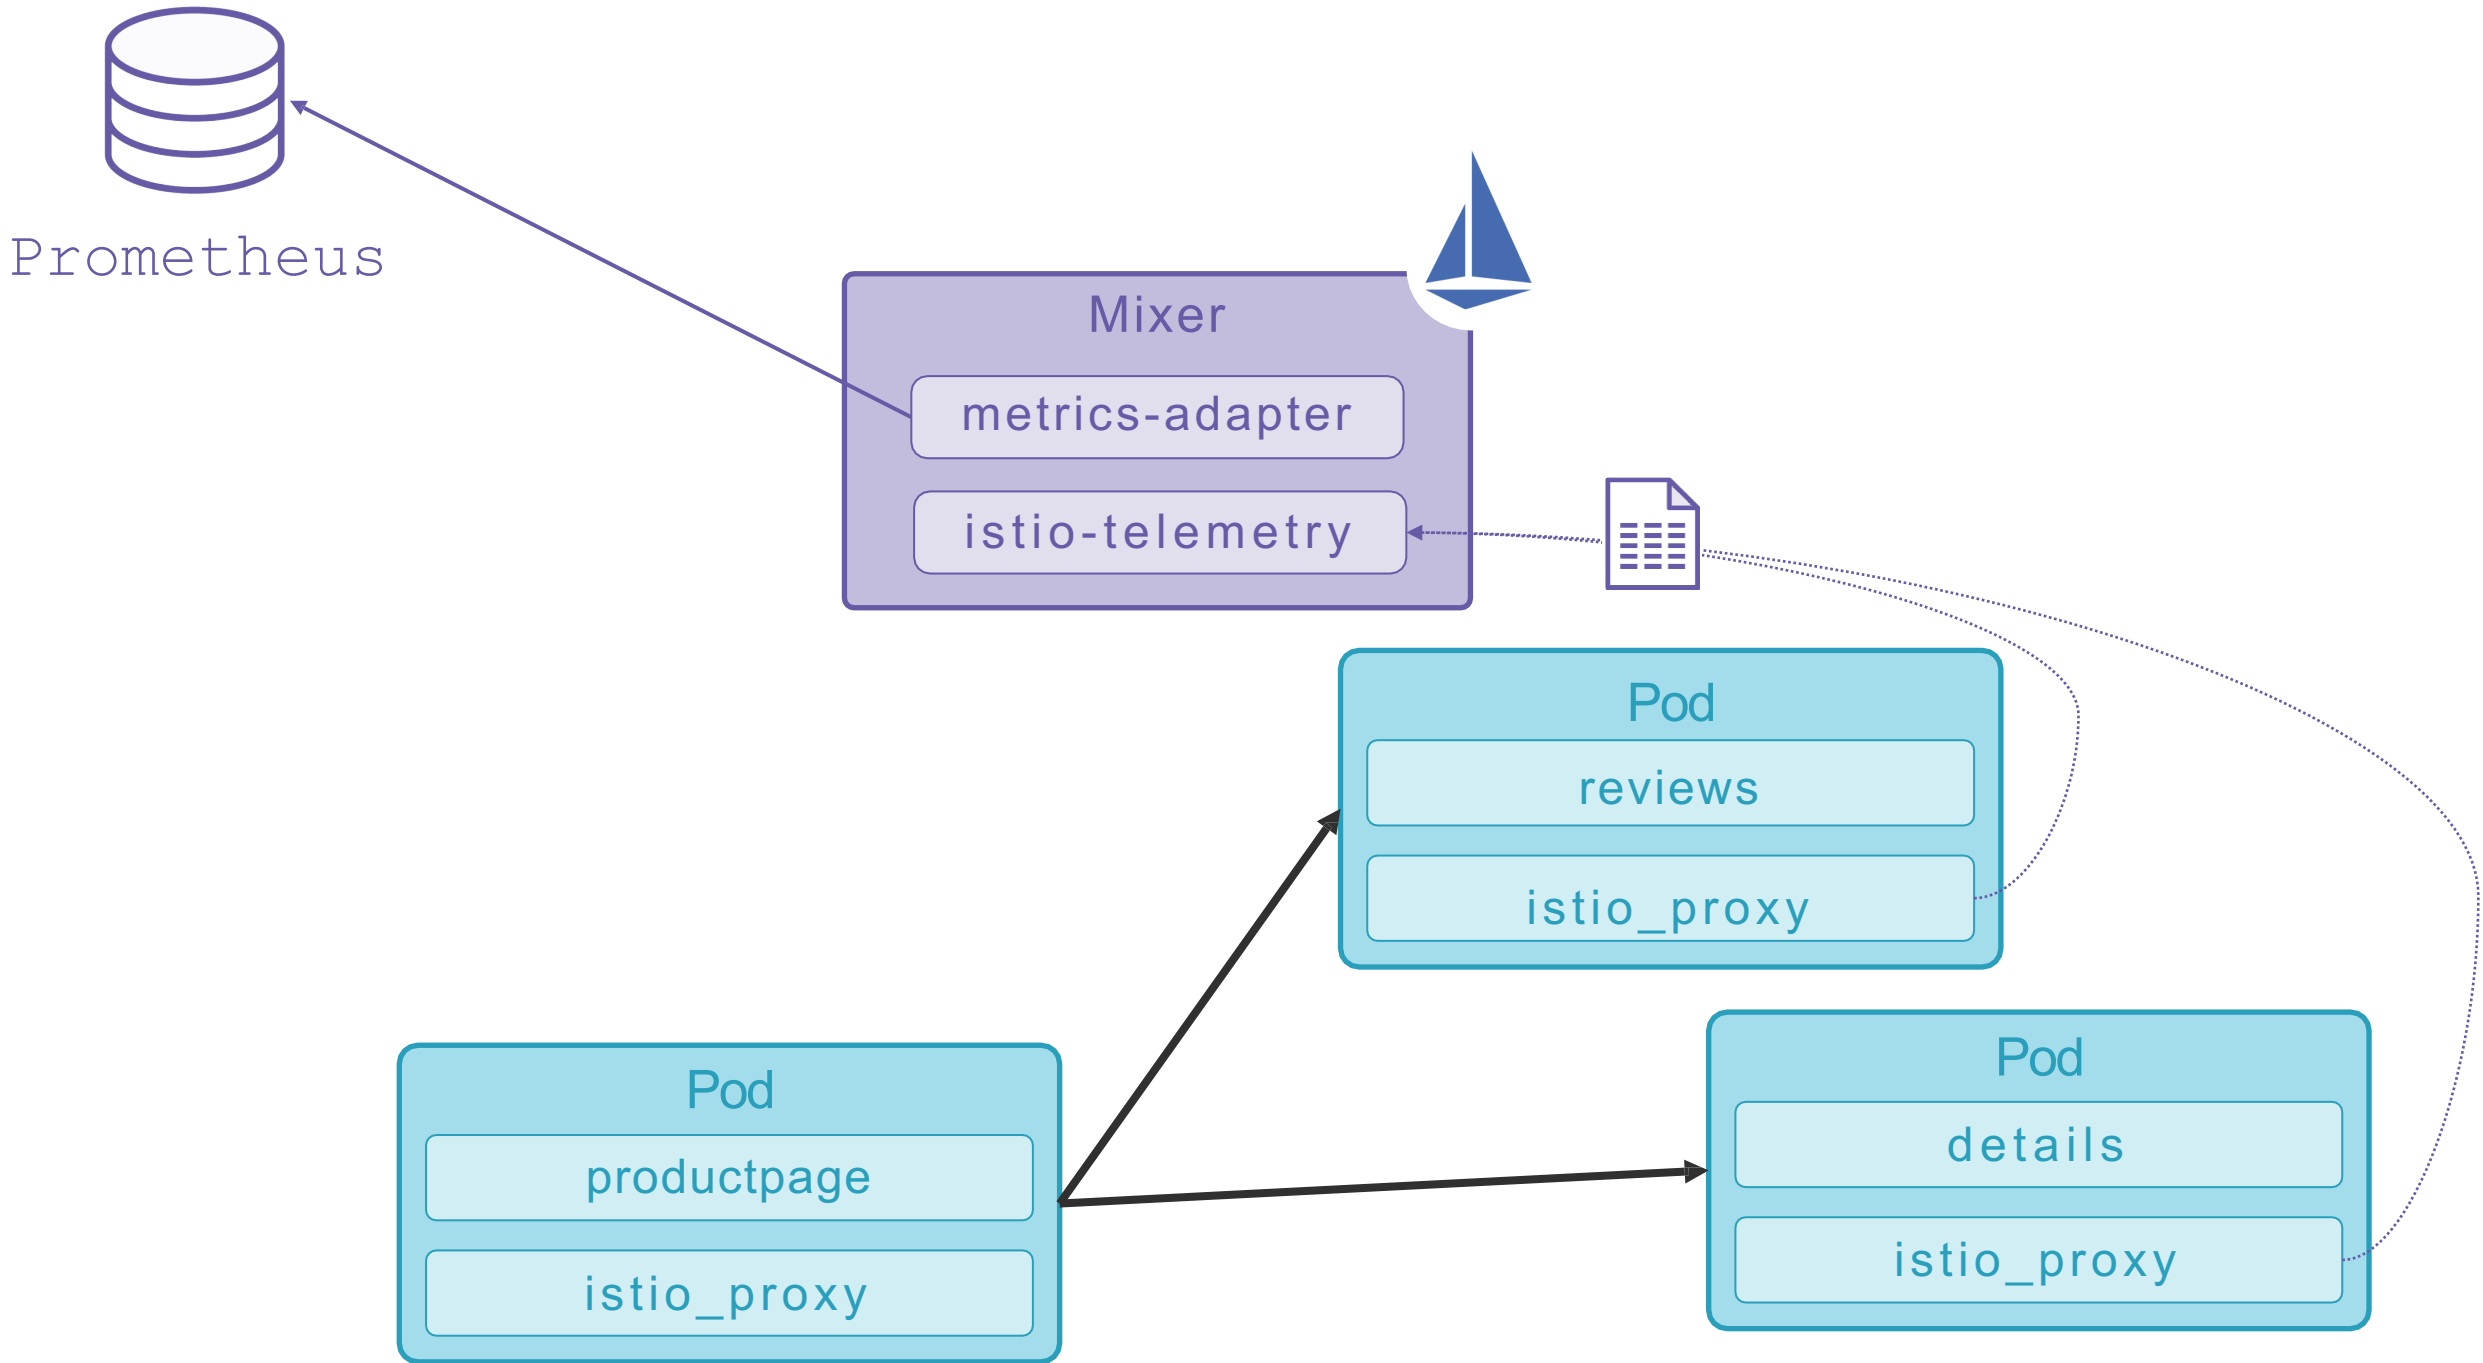 Prometheus
Mixer
metrics-adapter
istio-telemetry
Pod
reviews
istio_proxy
Pod
details
istio_proxy
Pod
productpage
istio_proxy